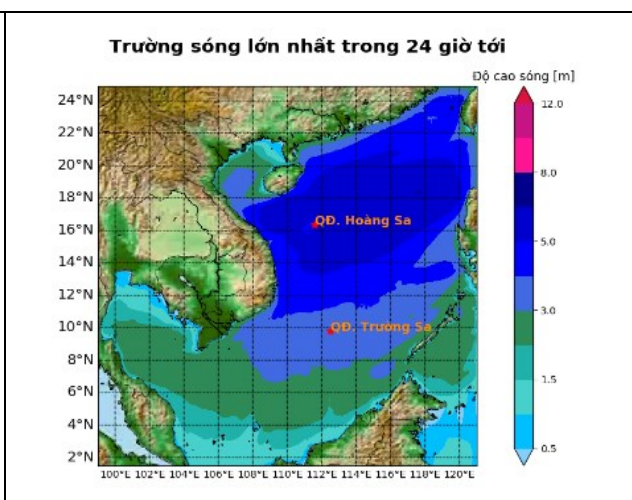 Trường sóng lớn nhất trong 24 giờ tới
Độ cao sóng [m]
24°N
22°N
20°N
18°N
16°N
14°N
12°N
10°N
8°N
6°N
4°N
2°N
QĐ. Hoàng Sa
QĐ. Trường Sa
100°E 102°E 104°E 106°E 108°E 110°E 112°E 114°E 116°E 118°E 120°E
12.0
8.0
5.0
3.0
1.5
0.5